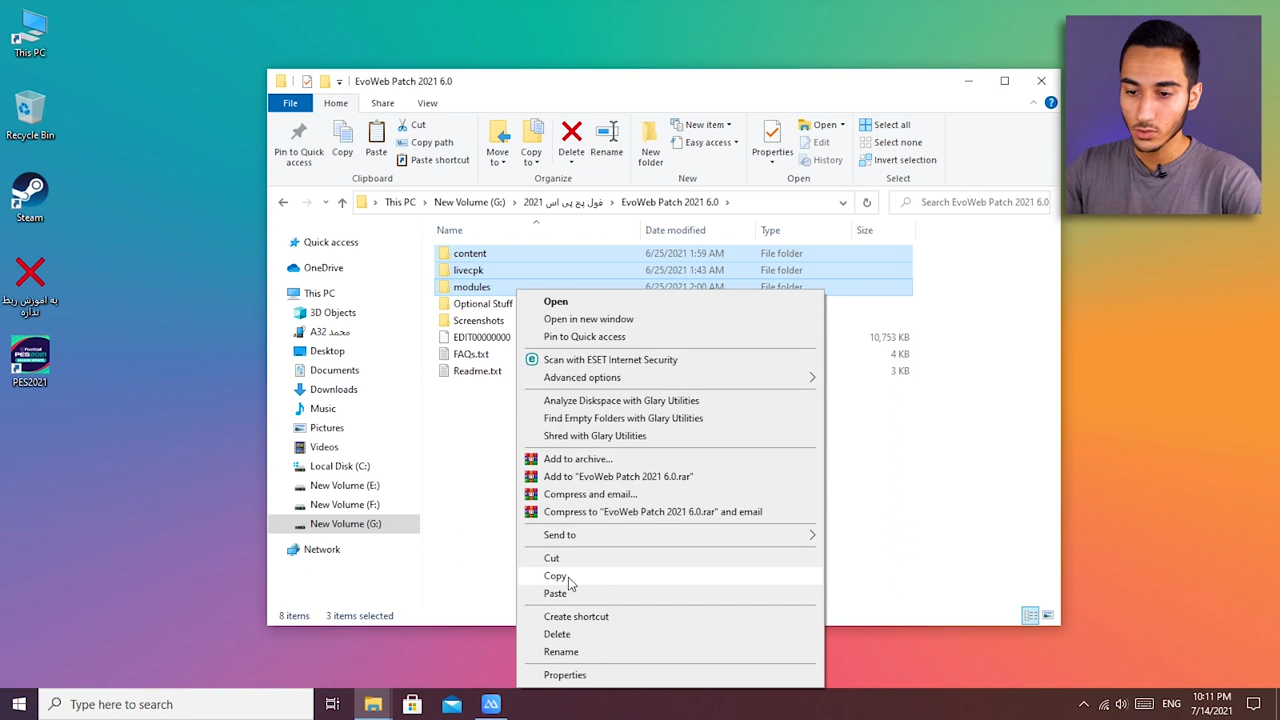 This PC
Recycle Bin
Steam
به آموزش ربط
نداره
PES2021
EvoWeb Patch 2021 6.0
File
Home
Share
View
Pin to Quick
access
Copy
Paste
Cut
Copy path
Paste shortcut
Clipboard
Move
to
Copy
to
Delete
Rename
Organize
New
folder
New item
Easy access
New
Properties
Open
Edit
History
Open
Select all
Select none
Invert selection
Select
This PC
New Volume (G:)
فول پچ پی اس 2021
EvoWeb Patch 2021 6.0
Search EvoWeb Patch 2021 6.0
Name
Date modified
Type
Size
content 6/25/2021 1:59 AM File folder
livecpk 6/25/2021 1:43 AM File folder
modules 6/25/2021 2:00 AM File folder
Optional Stuff
Screenshots
EDIT00000000 10,753 KB
FAQs.txt 4 KB
Readme.txt 3 KB
Quick access
OneDrive
This PC
3D Objects
محمد A32
Desktop
Documents
Downloads
Music
Pictures
Videos
Local Disk (C:)
New Volume (E:)
New Volume (F:)
New Volume (G:)
Network
Open
Open in new window
Pin to Quick access
Scan with ESET Internet Security
Advanced options
Analyze Diskspace with Glary Utilities
Find Empty Folders with Glary Utilities
Shred with Glary Utilities
Add to archive...
Add to "EvoWeb Patch 2021 6.0.rar"
Compress and email...
Compress to "EvoWeb Patch 2021 6.0.rar" and email
Send to
Cut
Copy
Paste
Create shortcut
Delete
Rename
Properties
8 items
3 items selected
Type here to search
ENG
10:11 PM
7/14/2021